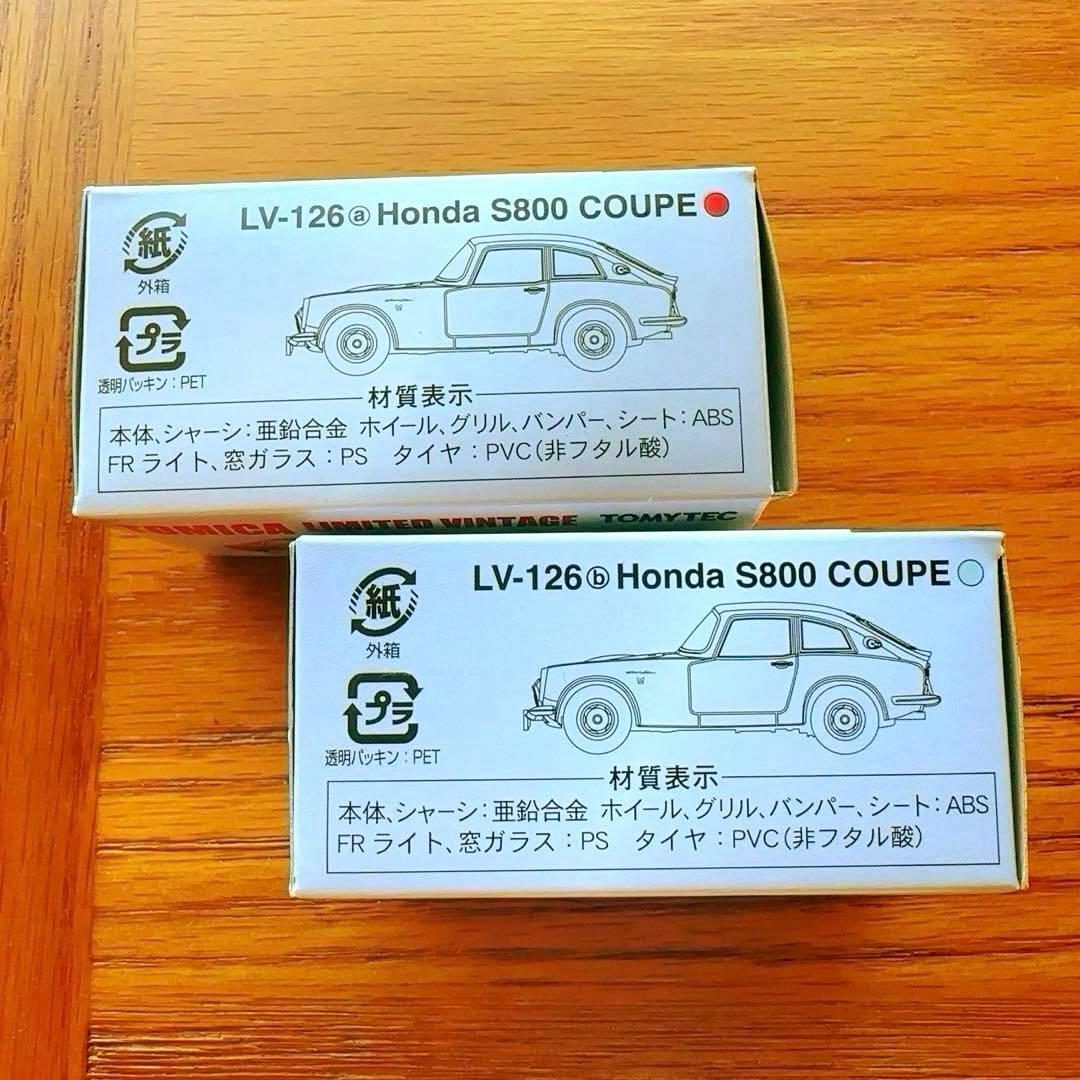 LV-126ⓐ Honda S800 COUPE
紙
外箱
プラ
透明パッキン：PET
材質表示
本体、シャーシ：亜鉛合金 ホイール、グリル、バンパー、シート：ABS
FRライト、窓ガラス：PS タイヤ：PVC（非フタル酸）
TOMICA LIMITED VINTAGE TOMYTEC
LV-126ⓑ Honda S800 COUPE
紙
外箱
プラ
透明パッキン：PET
材質表示
本体、シャーシ：亜鉛合金 ホイール、グリル、バンパー、シート：ABS
FRライト、窓ガラス：PS タイヤ：PVC（非フタル酸）